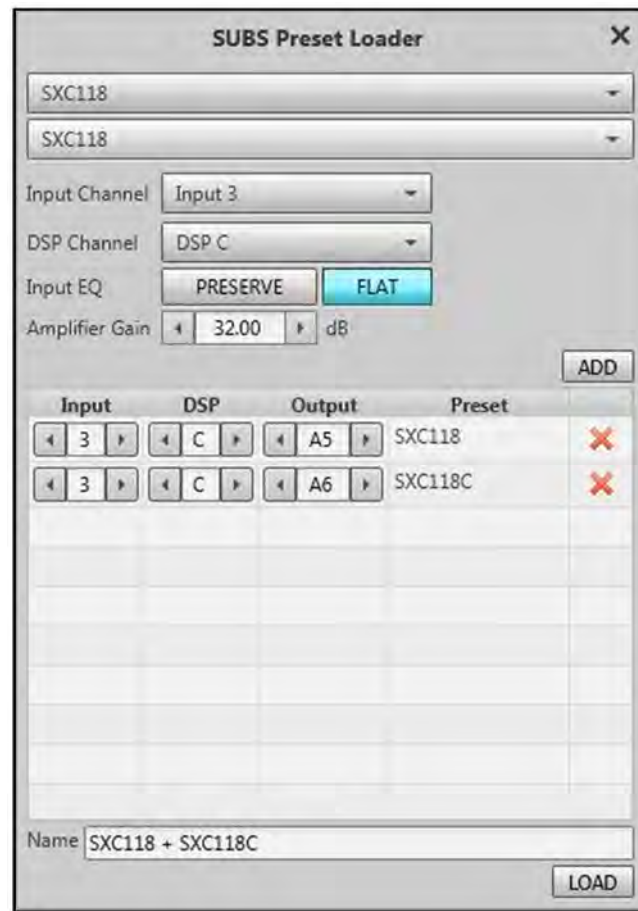 SUBS Preset Loader
SXC118
SXC118
Input Channel Input 3
DSP Channel DSP C
Input EQ PRESERVE FLAT
Amplifier Gain 32.00 dB
ADD
Input DSP Output Preset
3 C A5 SXC118
3 C A6 SXC118C
Name SXC118 + SXC118C
LOAD